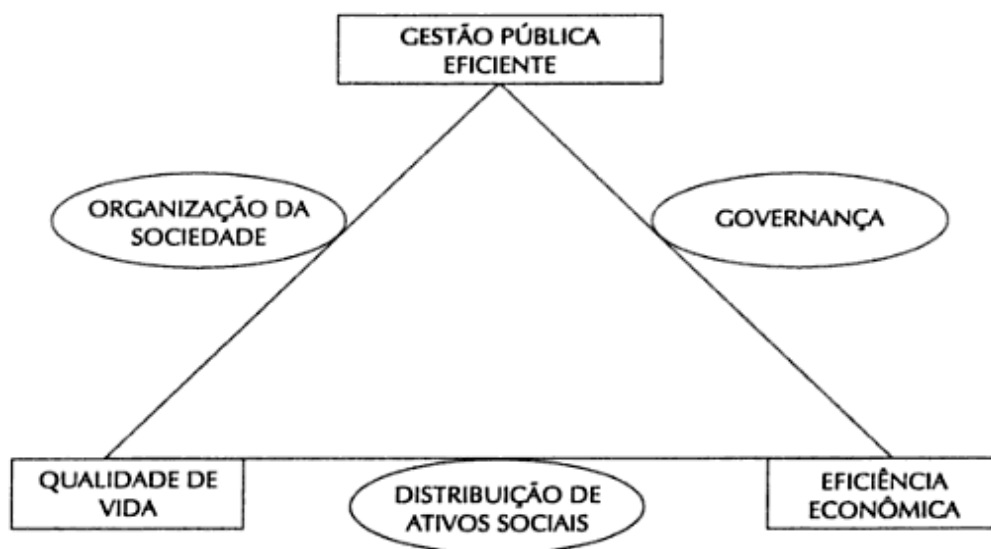 GESTÃO PÚBLICA
EFICIENTE
ORGANIZAÇÃO DA
SOCIEDADE
GOVERNANÇA
QUALIDADE DE
VIDA
DISTRIBUIÇÃO DE
ATIVOS SOCIAIS
EFICIÊNCIA
ECONÔMICA